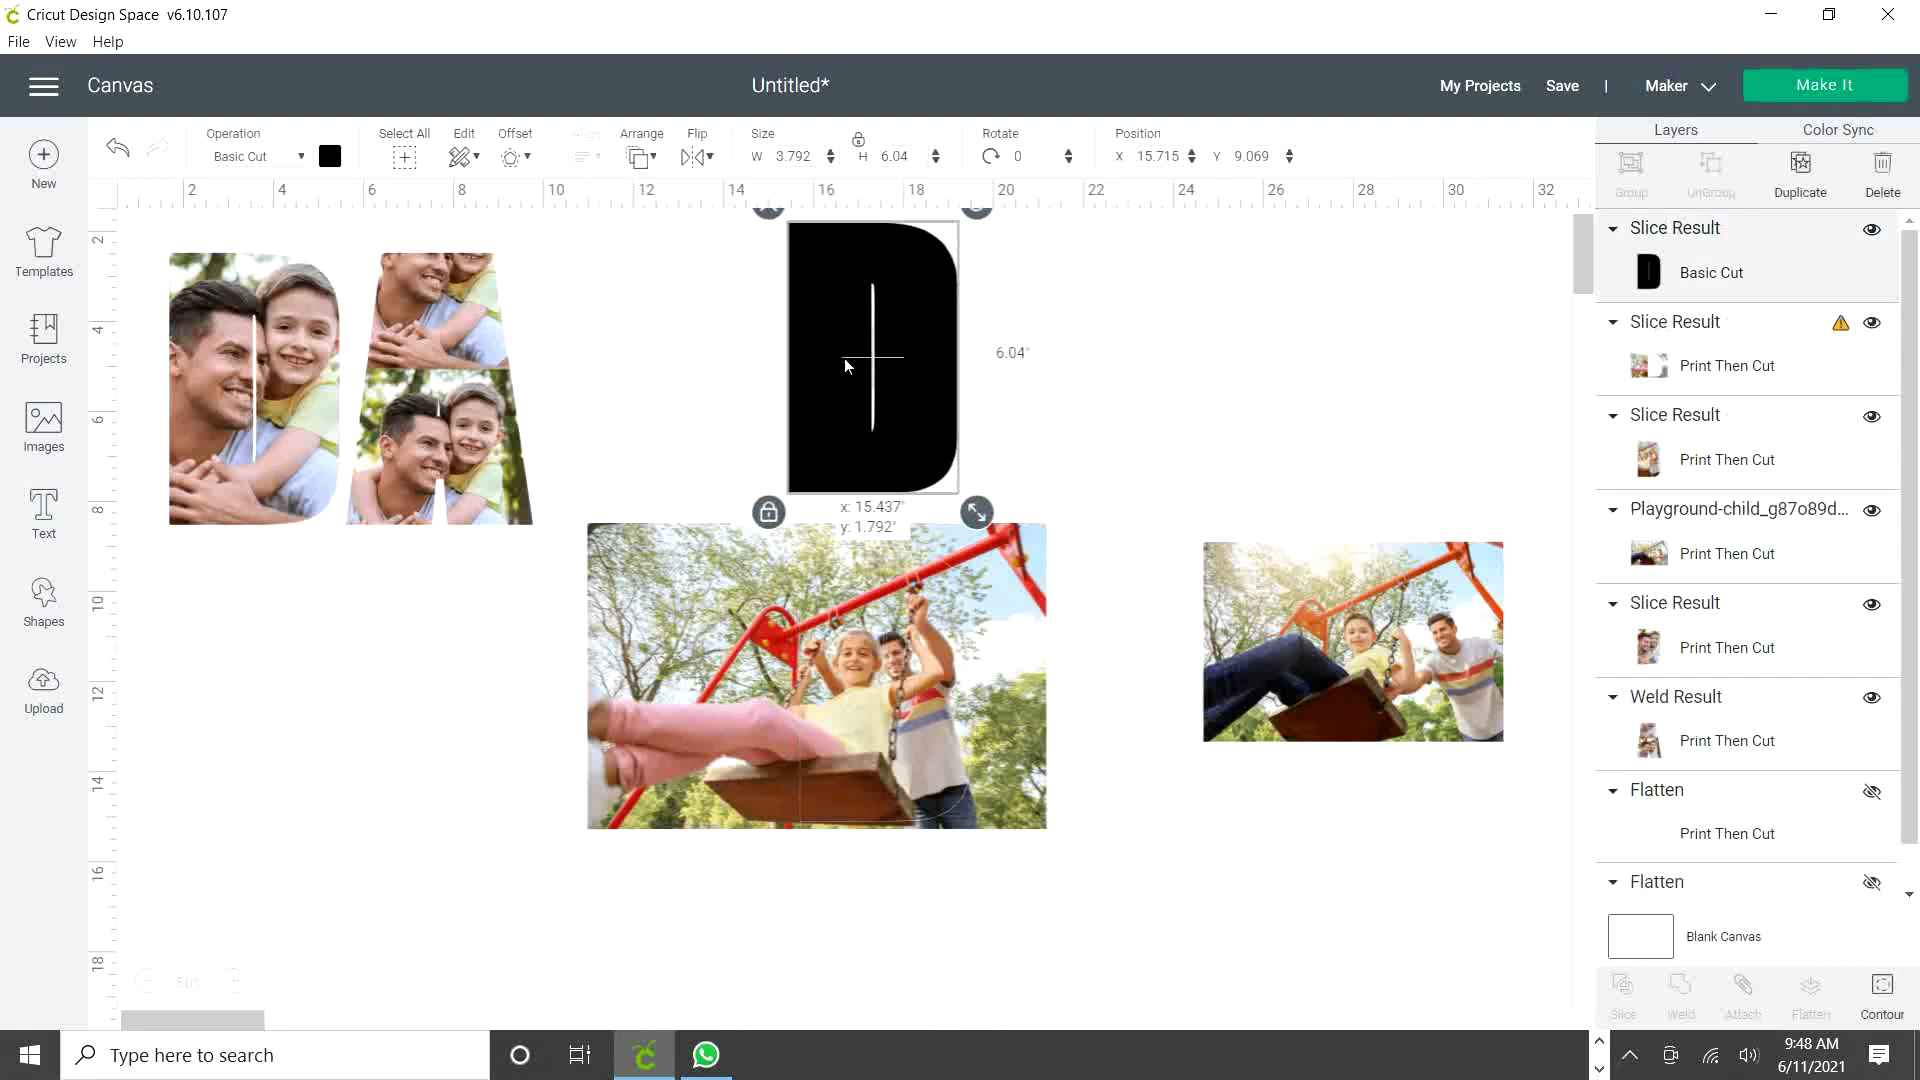 Cricut Design Space v6.10.107
File View Help
Canvas
Untitled*
My Projects Save | Maker
Make It
New
Templates
Projects
Images
Text
Shapes
Upload
Operation
Basic Cut
Select All
Edit
Offset
Align
Arrange
Flip
Size
W 3.792
H 6.04
Rotate
0
Position
X 15.715
Y 9.069
2 4 6 8 10 12 14 16 18 20 22 24 26 28 30 32
2
4
6
8
10
12
14
16
18
6.04"
x: 15.437"
y: 1.792"
50%
Layers
Color Sync
Group
UnGroup
Duplicate
Delete
Slice Result
Basic Cut
Slice Result
Print Then Cut
Slice Result
Print Then Cut
Playground-child_g87o89d...
Print Then Cut
Slice Result
Print Then Cut
Weld Result
Print Then Cut
Flatten
Print Then Cut
Flatten
Blank Canvas
Slice
Weld
Attach
Flatten
Contour
Type here to search
9:48 AM
6/11/2021